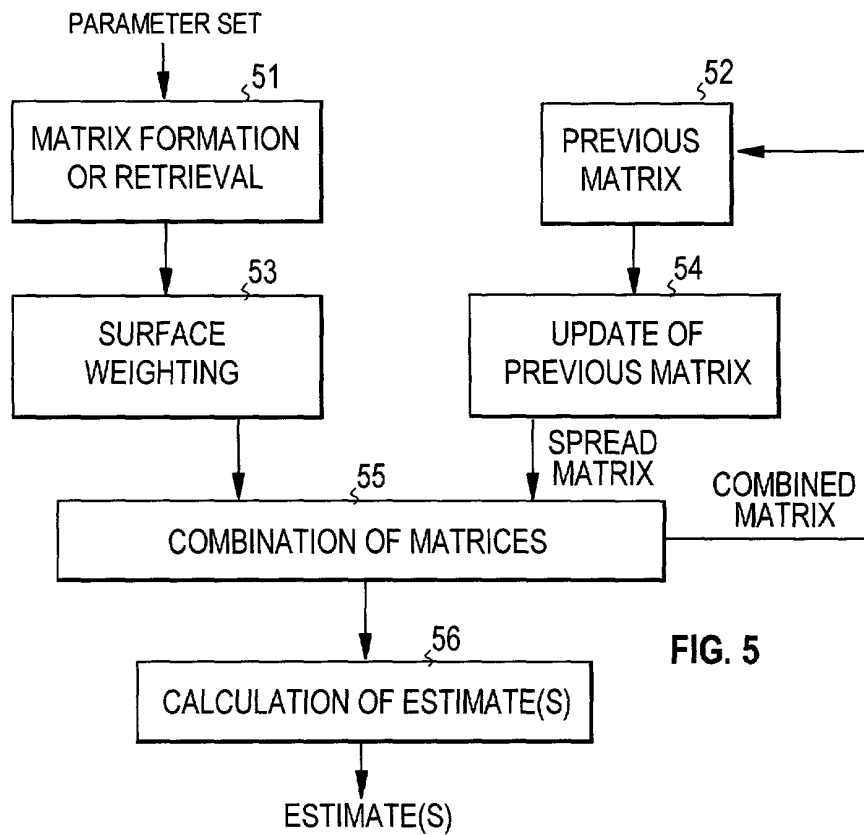 PARAMETER SET
51
MATRIX FORMATION
OR RETRIEVAL
52
PREVIOUS
MATRIX
53
SURFACE
WEIGHTING
54
UPDATE OF
PREVIOUS MATRIX
SPREAD
MATRIX
55
COMBINATION OF MATRICES
COMBINED
MATRIX
FIG. 5
56
CALCULATION OF ESTIMATE(S)
ESTIMATE(S)